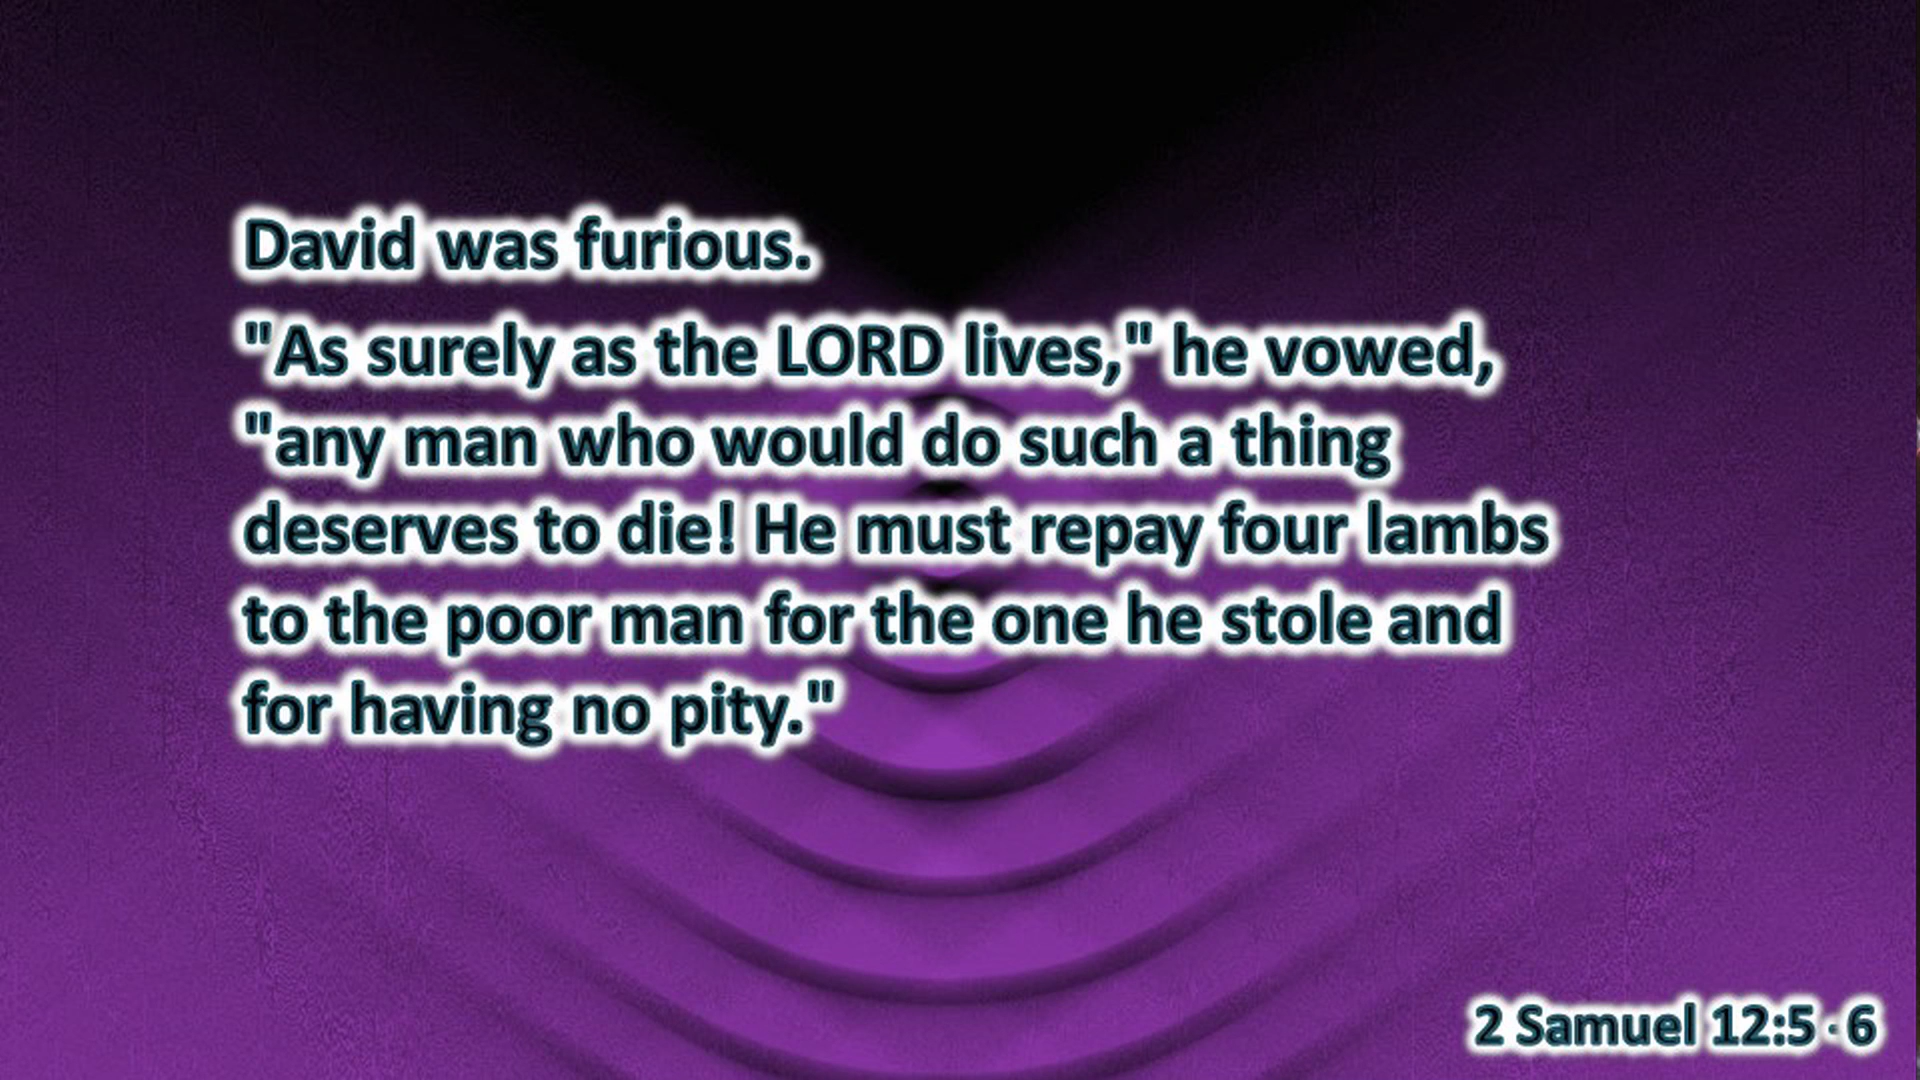 David was furious.
"As surely as the LORD lives," he vowed,
"any man who would do such a thing
deserves to die! He must repay four lambs
to the poor man for the one he stole and
for having no pity."
2 Samuel 12:5-6